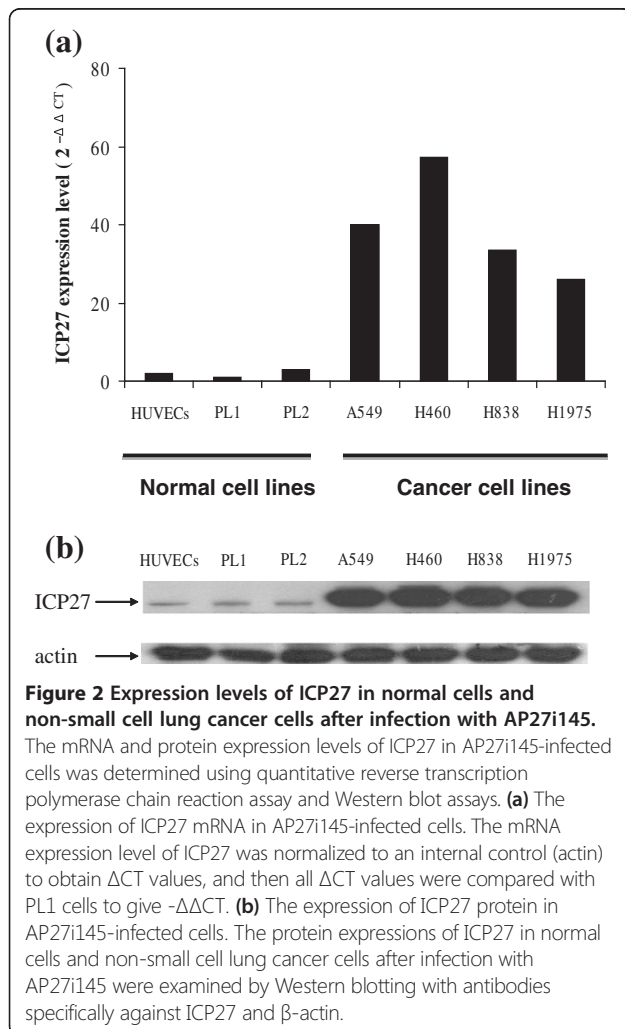 (a)
ICP27 expression level ( 2 -Δ Δ CT )
80
60
40
20
0
HUVECs PL1 PL2 A549 H460 H838 H1975
Normal cell lines Cancer cell lines
(b)
HUVECs PL1 PL2 A549 H460 H838 H1975
ICP27
actin
Figure 2 Expression levels of ICP27 in normal cells and
non-small cell lung cancer cells after infection with AP27i145.
The mRNA and protein expression levels of ICP27 in AP27i145-infected
cells was determined using quantitative reverse transcription
polymerase chain reaction assay and Western blot assays. (a) The
expression of ICP27 mRNA in AP27i145-infected cells. The mRNA
expression level of ICP27 was normalized to an internal control (actin)
to obtain ΔCT values, and then all ΔCT values were compared with
PL1 cells to give -ΔΔCT. (b) The expression of ICP27 protein in
AP27i145-infected cells. The protein expressions of ICP27 in normal
cells and non-small cell lung cancer cells after infection with
AP27i145 were examined by Western blotting with antibodies
specifically against ICP27 and β-actin.